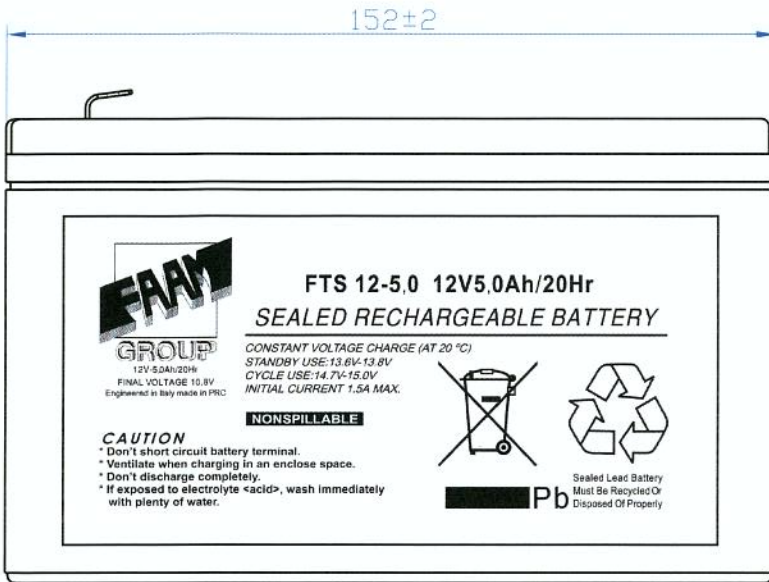 152±2
FAAM
GROUP
12V-5,0Ah/20Hr
FINAL VOLTAGE 10.8V
Engineered in Italy made in PRC
FTS 12-5,0 12V5,0Ah/20Hr
SEALED RECHARGEABLE BATTERY
CONSTANT VOLTAGE CHARGE (AT 20 °C)
STANDBY USE:13.6V-13.8V
CYCLE USE:14.7V-15.0V
INITIAL CURRENT 1.5A MAX.
NONSPILLABLE
CAUTION
* Don't short circuit battery terminal.
* Ventilate when charging in an enclose space.
* Don't discharge completely.
* If exposed to electrolyte <acid>, wash immediately
with plenty of water.
Pb
Sealed Lead Battery
Must Be Recycled Or
Disposed Of Properly